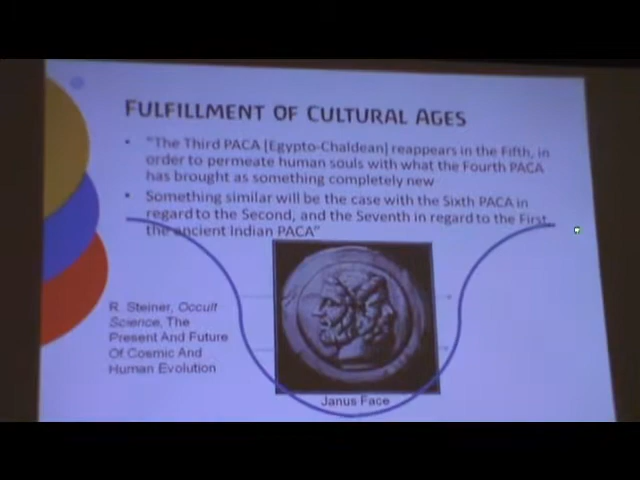 FULFILLMENT OF CULTURAL AGES
• "The Third PACA [Egypto-Chaldean] reappears in the Fifth, in
order to permeate human souls with what the Fourth PACA
has brought as something completely new
• Something similar will be the case with the Sixth PACA in
regard to the Second, and the Seventh in regard to the First,
the ancient Indian PACA"
R. Steiner, Occult
Science, The
Present And Future
Of Cosmic And
Human Evolution
Janus Face